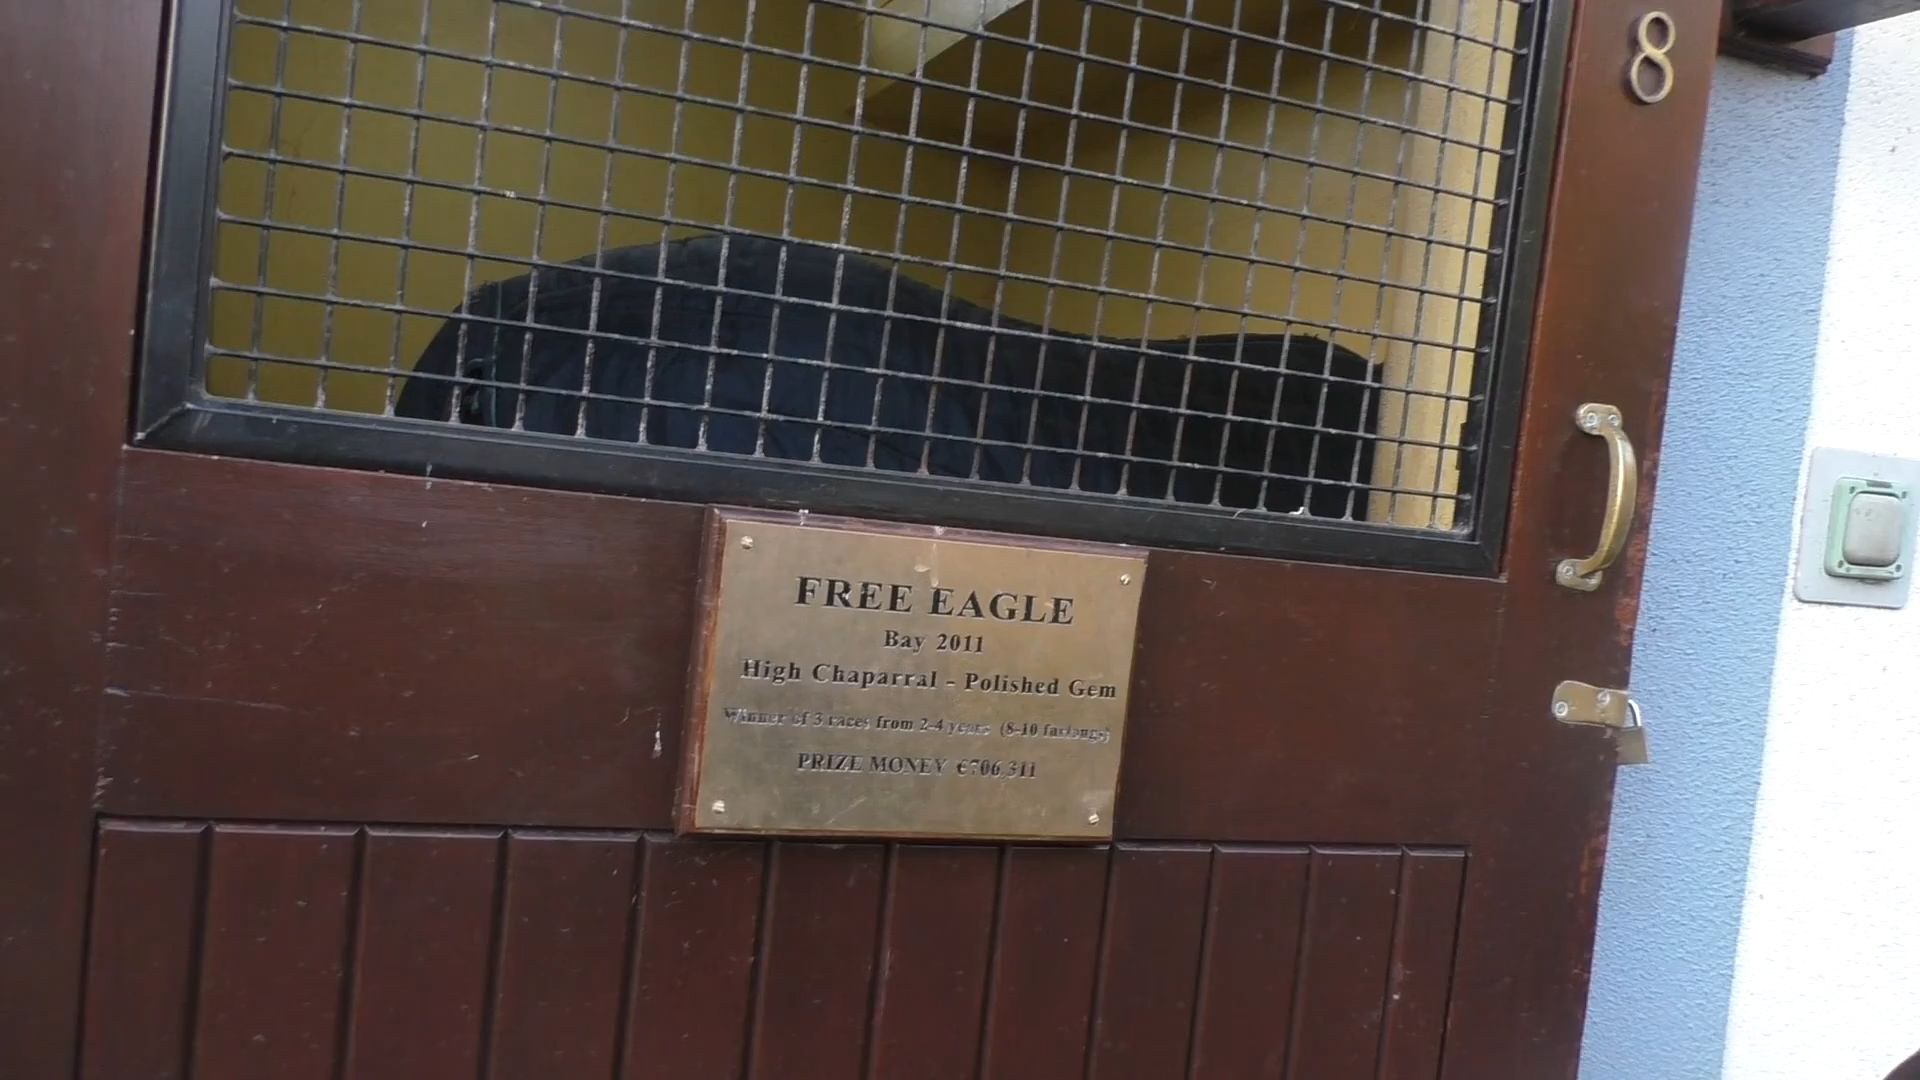 8
FREE EAGLE
Bay 2011
High Chaparral - Polished Gem
Winner of 3 races from 2-4 years (8-10 furlongs)
PRIZE MONEY €706,311